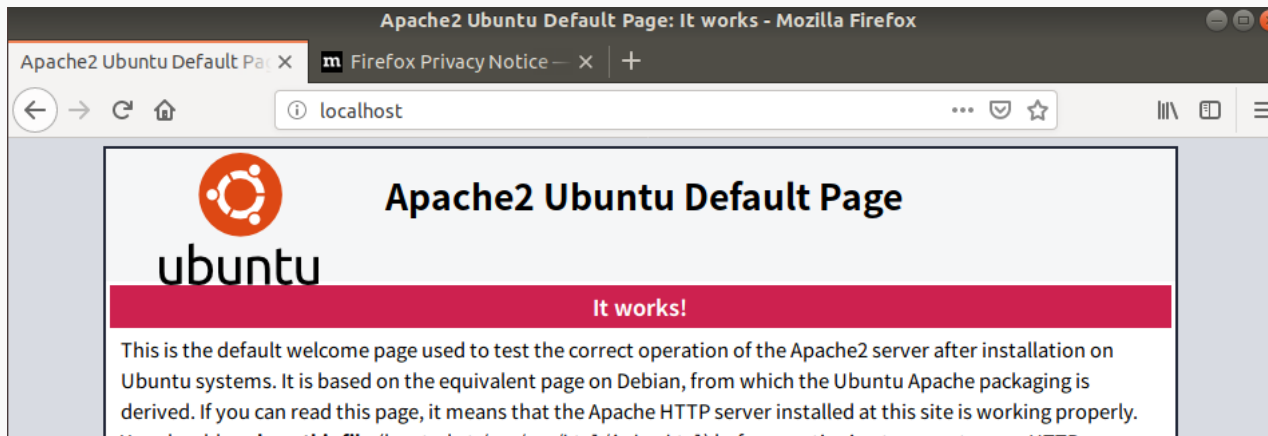 Apache2 Ubuntu Default Page: It works - Mozilla Firefox
Apache2 Ubuntu Default Pa
m Firefox Privacy Notice —
localhost
ubuntu
Apache2 Ubuntu Default Page
It works!
This is the default welcome page used to test the correct operation of the Apache2 server after installation on
Ubuntu systems. It is based on the equivalent page on Debian, from which the Ubuntu Apache packaging is
derived. If you can read this page, it means that the Apache HTTP server installed at this site is working properly.